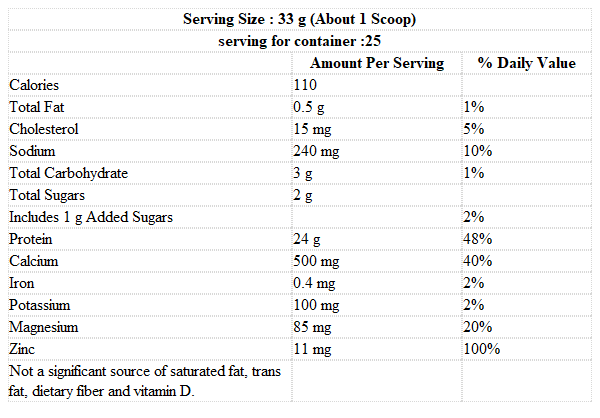 Serving Size : 33 g (About 1 Scoop)
serving for container :25
Amount Per Serving % Daily Value
Calories 110
Total Fat 0.5 g 1%
Cholesterol 15 mg 5%
Sodium 240 mg 10%
Total Carbohydrate 3 g 1%
Total Sugars 2 g
Includes 1 g Added Sugars 2%
Protein 24 g 48%
Calcium 500 mg 40%
Iron 0.4 mg 2%
Potassium 100 mg 2%
Magnesium 85 mg 20%
Zinc 11 mg 100%
Not a significant source of saturated fat, trans
fat, dietary fiber and vitamin D.